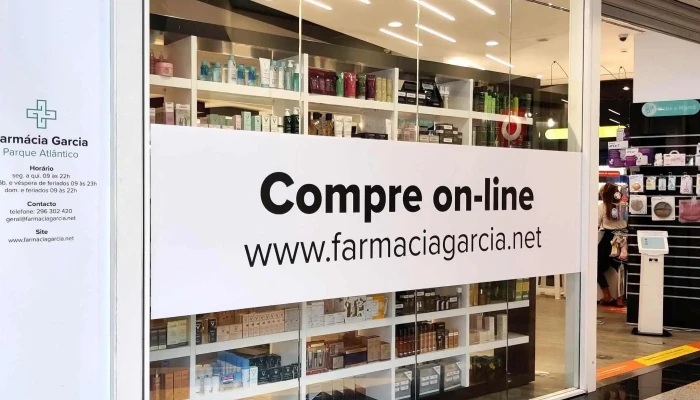 Farmácia Garcia
Parque Atlântico
Horário
seg. a qui. 09 às 22h
sáb. e véspera de feriados 09 às 23h
dom. e feriados 09 às 22h
Contacto
telefone: 296 302 420
geral@farmaciagarcia.net
Site
www.farmaciagarcia.net
Compre on-line
www.farmaciagarcia.net